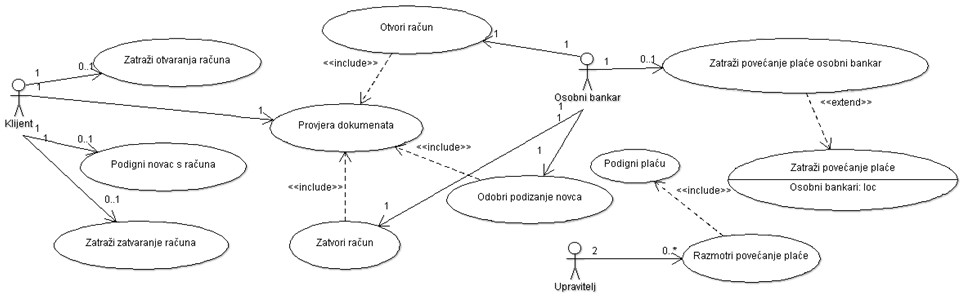 Otvori račun
1
1
Zatraži otvaranja računa
0..1
1
1
Klijent
1
1
<<include>>
1
Provjera dokumenata
Osobni bankar
1
0..1
1
1
Zatraži povećanje plaće osobni bankar
<<extend>>
0..1
Podigni novac s računa
<<include>>
1
Podigni plaću
Zatraži povećanje plaće
Osobni bankari: loc
<<include>>
<<include>>
Odobri podizanje novca
0..1
1
Zatraži zatvaranje računa
Zatvori račun
Upravitelj
2
0..*
Razmotri povećanje plaće